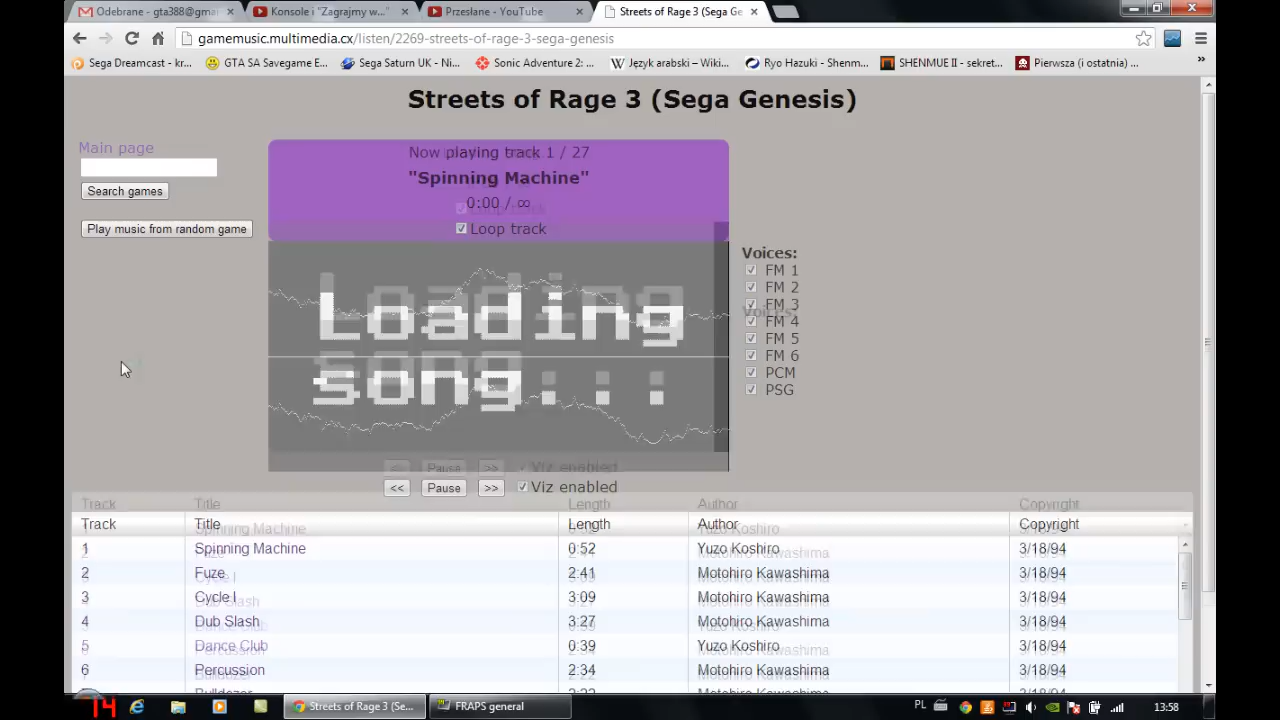 Odebrane - gta388@gmai
Konsole i "Zagrajmy w"...
Przesłane - YouTube
Streets of Rage 3 (Sega Ge
gamemusic.multimedia.cx/listen/2269-streets-of-rage-3-sega-genesis
Sega Dreamcast - kr...
GTA SA Savegame E...
Sega Saturn UK - Ni...
Sonic Adventure 2: ...
Język arabski – Wiki...
Ryo Hazuki - Shenm...
SHENMUE II - sekret...
Pierwsza (i ostatnia) ...
Streets of Rage 3 (Sega Genesis)
Main page
Search games
Play music from random game
Now playing track 1 / 27
"Spinning Machine"
0:00 / ∞
Loop track
Loading
song...
Voices:
FM 1
FM 2
FM 3
FM 4
FM 5
FM 6
PCM
PSG
<< Pause >> Viz enabled
Track Title Length Author Copyright
1 Spinning Machine 0:52 Yuzo Koshiro 3/18/94
2 Fuze 2:41 Motohiro Kawashima 3/18/94
3 Cycle I 3:09 Motohiro Kawashima 3/18/94
4 Dub Slash 3:27 Motohiro Kawashima 3/18/94
5 Dance Club 0:39 Yuzo Koshiro 3/18/94
6 Percussion 2:34 Motohiro Kawashima 3/18/94
14
Streets of Rage 3 (Se...
FRAPS general
PL
13:58